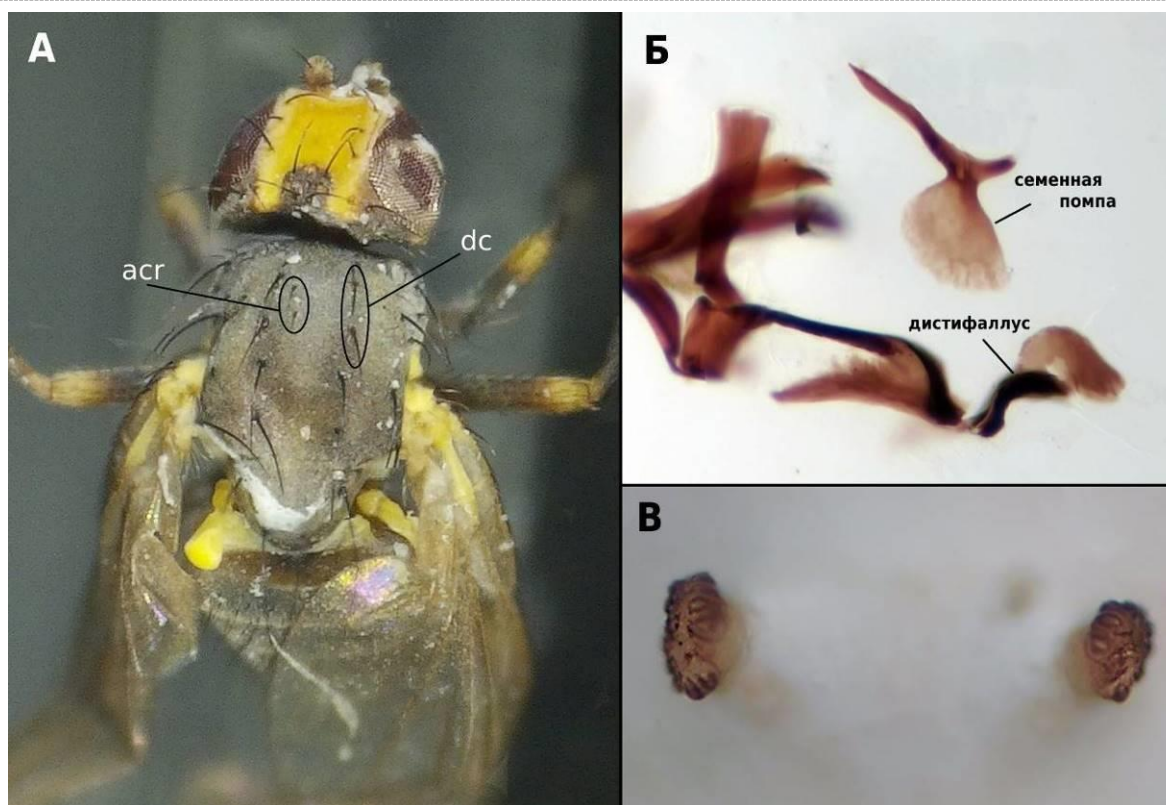 А
acr
dc
Б
семенная
помпа
дистифаллус
В